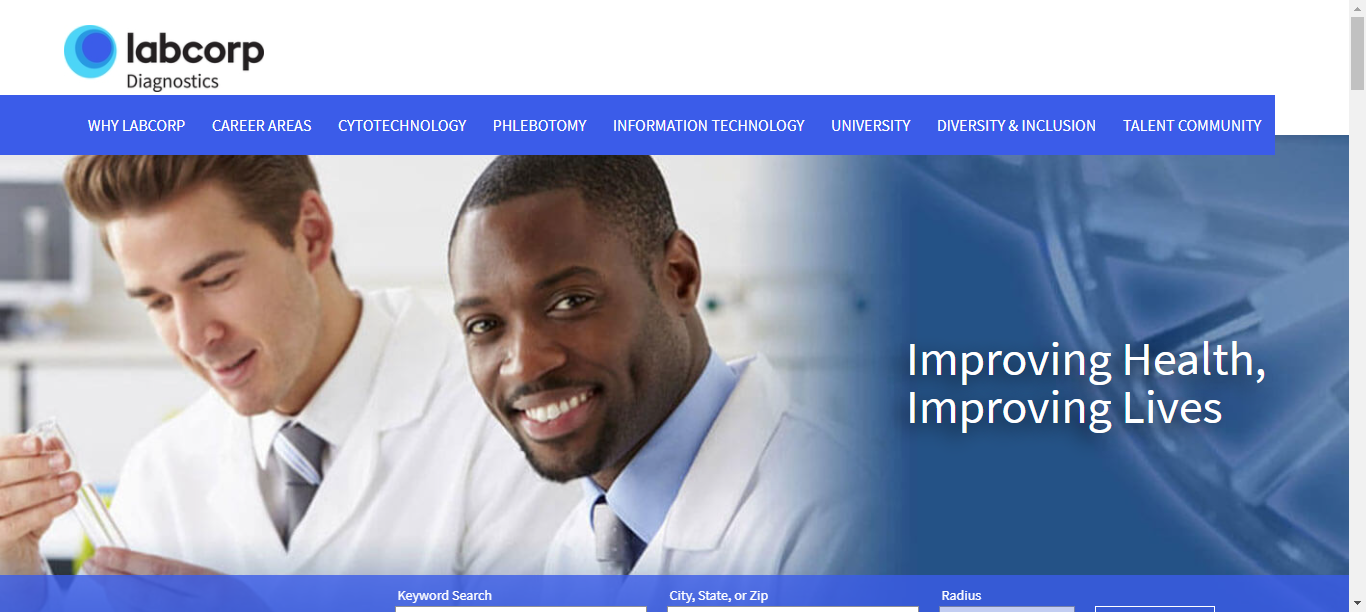 labcorp
Diagnostics
WHY LABCORP CAREER AREAS CYTOTECHNOLOGY PHLEBOTOMY INFORMATION TECHNOLOGY UNIVERSITY DIVERSITY & INCLUSION TALENT COMMUNITY
Improving Health,
Improving Lives
Keyword Search City, State, or Zip Radius